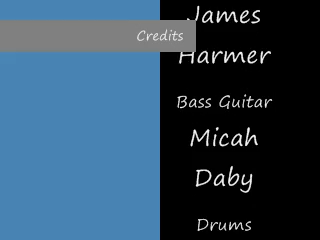 James
Credits
Harmer
Bass Guitar
Micah
Daby
Drums